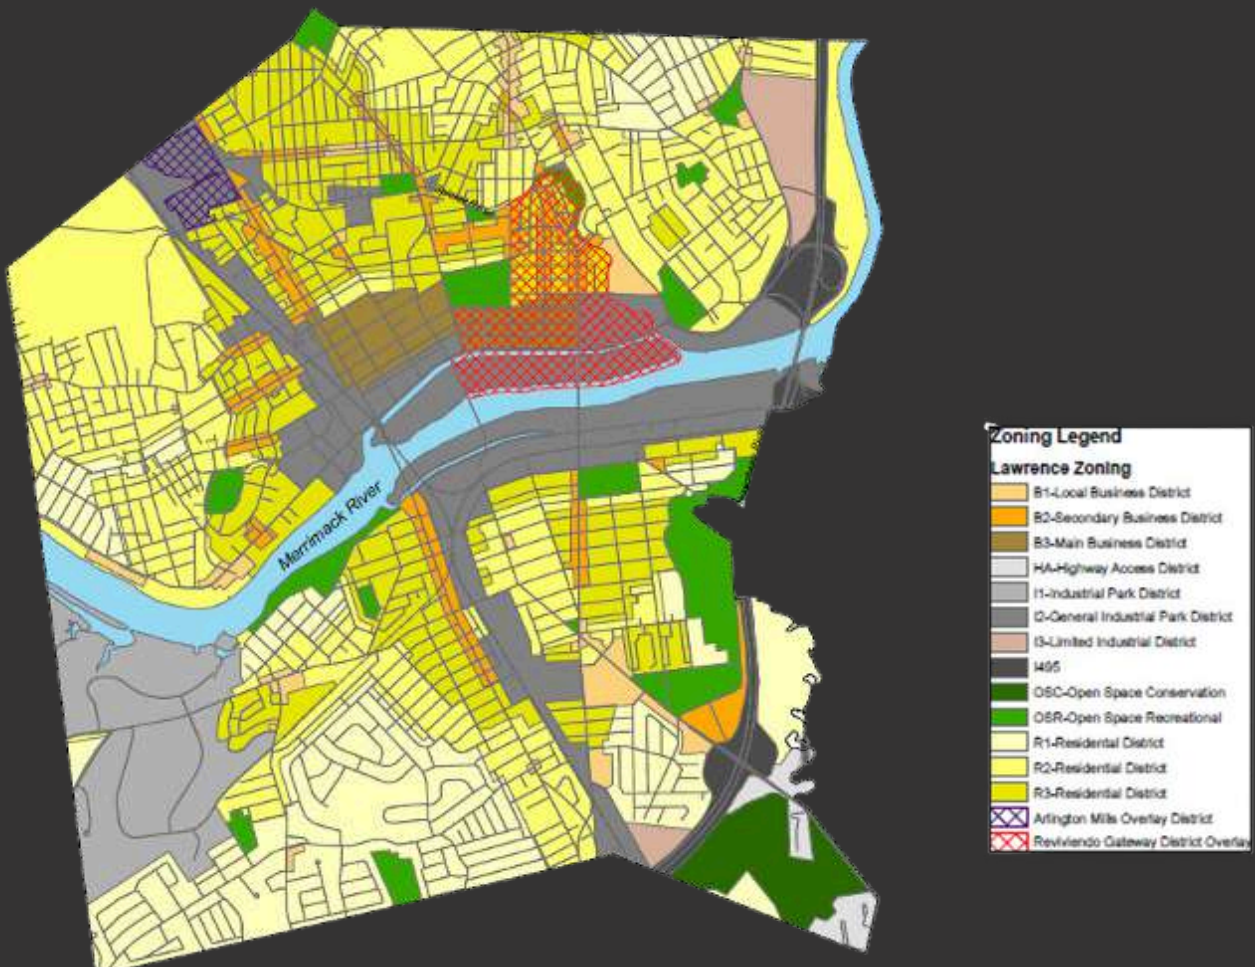 Merrimack River
Zoning Legend
Lawrence Zoning
B1-Local Business District
B2-Secondary Business District
B3-Main Business District
HA-Highway Access District
I1-Industrial Park District
I2-General Industrial Park District
I3-Limited Industrial District
I495
OSC-Open Space Conservation
OSR-Open Space Recreational
R1-Residental District
R2-Residental District
R3-Residental District
Arlington Mills Overlay District
Reviviendo Gateway District Overlay